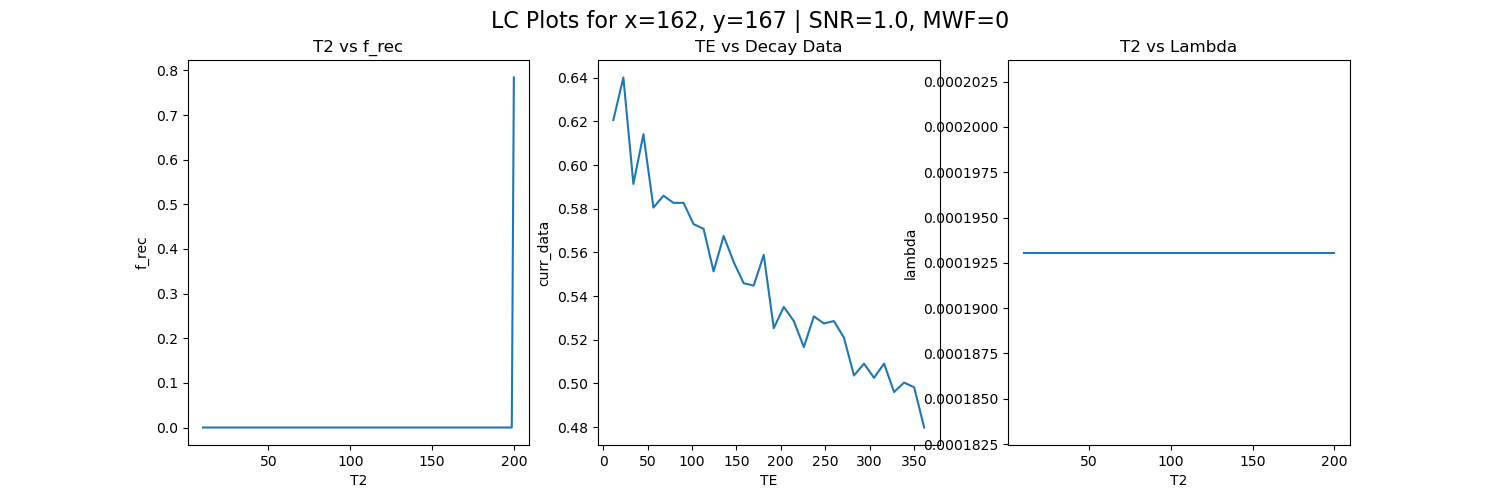 LC Plots for x=162, y=167 | SNR=1.0, MWF=0
T2 vs f_rec
0.8
0.7
0.6
0.5
0.4
0.3
0.2
0.1
0.0
f_rec
50 100 150 200
T2
TE vs Decay Data
0.64
0.62
0.60
0.58
0.56
0.54
0.52
0.50
0.48
curr_data
0 50 100 150 200 250 300 350
TE
T2 vs Lambda
0.0002025
0.0002000
0.0001975
0.0001950
0.0001925
0.0001900
0.0001875
0.0001850
0.0001825
lambda
50 100 150 200
T2